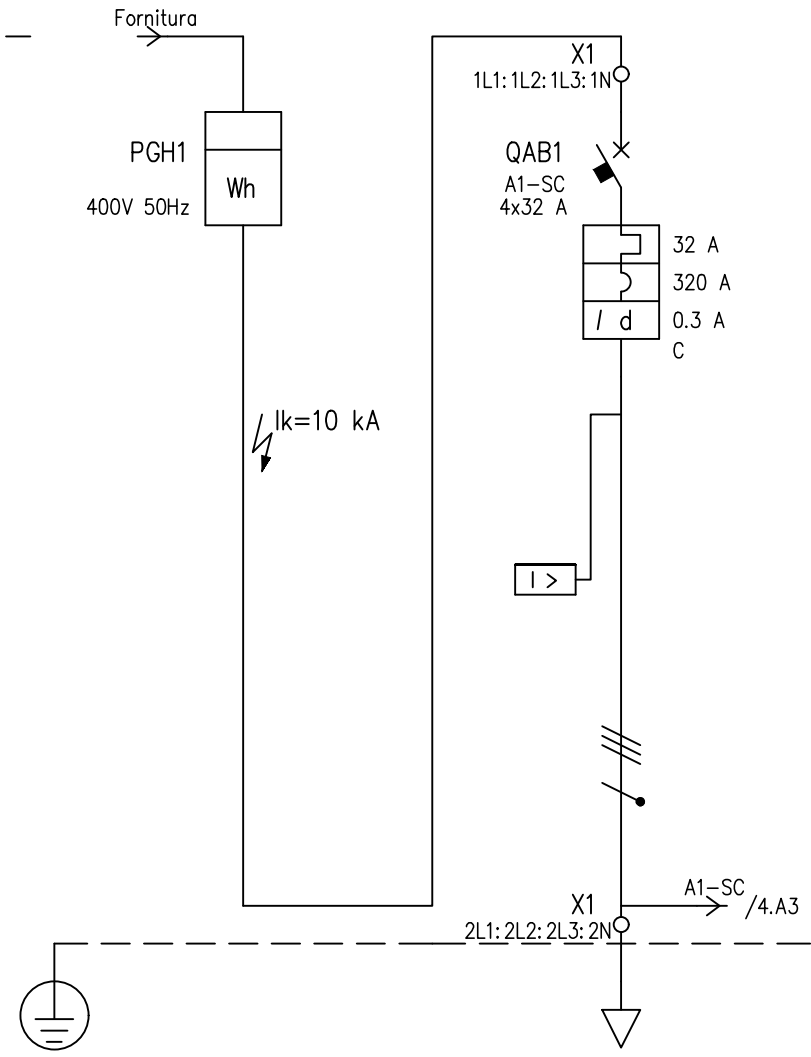 Fornitura
X1
1L1:1L2:1L3:1N
PGH1
Wh
400V 50Hz
QAB1
A1-SC
4x32 A
32 A
320 A
I d
0.3 A
C
Ik=10 kA
I >
A1-SC
/4.A3
X1
2L1:2L2:2L3:2N